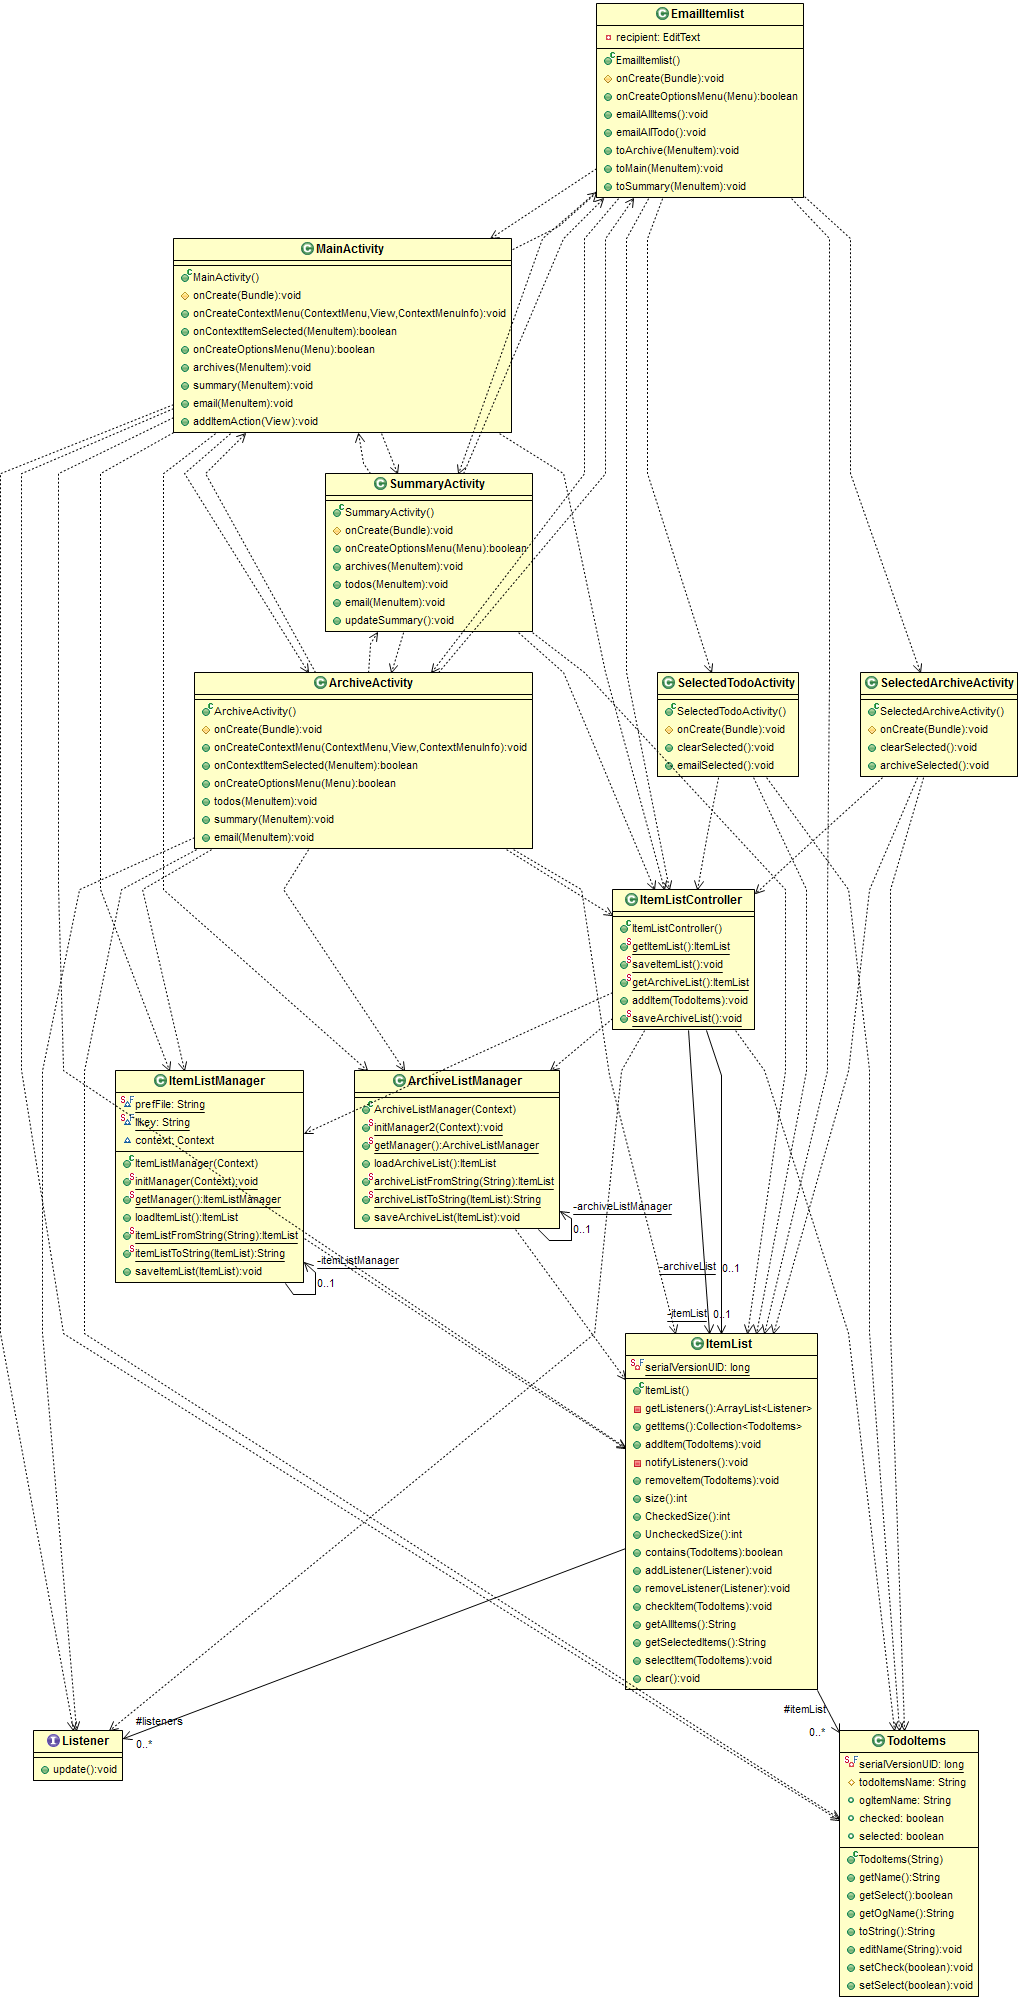 EmailItemlist
recipient: EditText
EmailItemlist()
onCreate(Bundle):void
onCreateOptionsMenu(Menu):boolean
emailAllItems():void
emailAllTodo():void
toArchive(MenuItem):void
toMain(MenuItem):void
toSummary(MenuItem):void
MainActivity
MainActivity()
onCreate(Bundle):void
onCreateContextMenu(ContextMenu,View,ContextMenuInfo):void
onContextItemSelected(MenuItem):boolean
onCreateOptionsMenu(Menu):boolean
archives(MenuItem):void
summary(MenuItem):void
email(MenuItem):void
addItemAction(View):void
SummaryActivity
SummaryActivity()
onCreate(Bundle):void
onCreateOptionsMenu(Menu):boolean
archives(MenuItem):void
todos(MenuItem):void
email(MenuItem):void
updateSummary():void
ArchiveActivity
ArchiveActivity()
onCreate(Bundle):void
onCreateContextMenu(ContextMenu,View,ContextMenuInfo):void
onContextItemSelected(MenuItem):boolean
onCreateOptionsMenu(Menu):boolean
todos(MenuItem):void
summary(MenuItem):void
email(MenuItem):void
SelectedTodoActivity
SelectedTodoActivity()
onCreate(Bundle):void
clearSelected():void
emailSelected():void
SelectedArchiveActivity
SelectedArchiveActivity()
onCreate(Bundle):void
clearSelected():void
archiveSelected():void
ItemListController
ItemListController()
getItemList():ItemList
saveItemList():void
getArchiveList():ItemList
addItem(TodoItems):void
saveArchiveList():void
ItemListManager
prefFile: String
ilkey: String
context: Context
ItemListManager(Context)
initManager(Context):void
getManager():ItemListManager
loadItemList():ItemList
itemListFromString(String):ItemList
itemListToString(ItemList):String
saveItemList(ItemList):void
-itemListManager
0..1
ArchiveListManager
ArchiveListManager(Context)
initManager2(Context):void
getManager():ArchiveListManager
loadArchiveList():ItemList
archiveListFromString(String):ItemList
archiveListToString(ItemList):String
saveArchiveList(ItemList):void
-archiveListManager
0..1
-archiveList 0..1
-itemList 0..1
ItemList
serialVersionUID: long
ItemList()
getListeners():ArrayList<Listener>
getItems():Collection<TodoItems>
addItem(TodoItems):void
notifyListeners():void
removeItem(TodoItems):void
size():int
CheckedSize():int
UncheckedSize():int
contains(TodoItems):boolean
addListener(Listener):void
removeListener(Listener):void
checkItem(TodoItems):void
getAllItems():String
getSelectedItems():String
selectItem(TodoItems):void
clear():void
#itemList
0..*
#listeners
0..*
Listener
update():void
TodoItems
serialVersionUID: long
todoItemsName: String
ogItemName: String
checked: boolean
selected: boolean
TodoItems(String)
getName():String
getSelect():boolean
getOgName():String
toString():String
editName(String):void
setCheck(boolean):void
setSelect(boolean):void